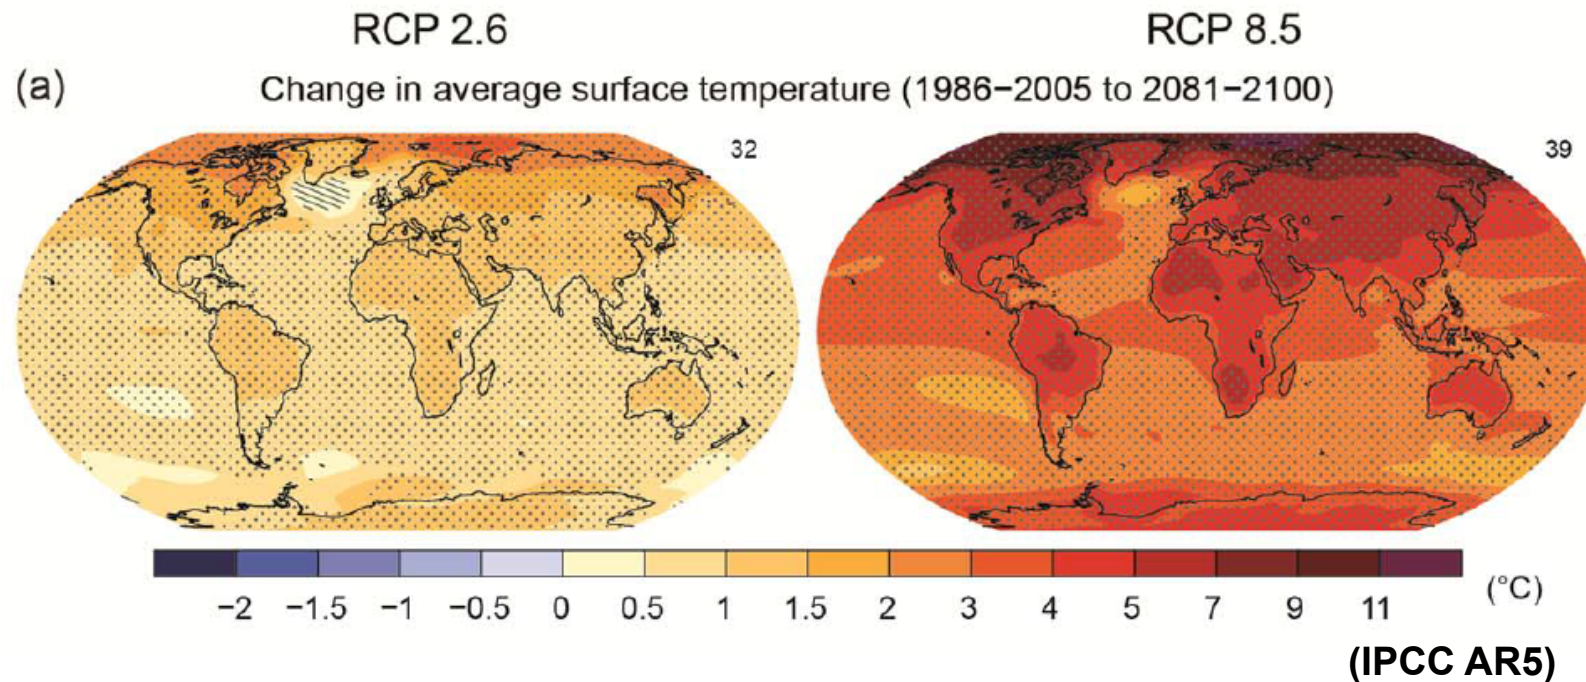 RCP 2.6 RCP 8.5
(a) Change in average surface temperature (1986−2005 to 2081−2100)
32 39
−2 −1.5 −1 −0.5 0 0.5 1 1.5 2 3 4 5 7 9 11 (°C)
(IPCC AR5)